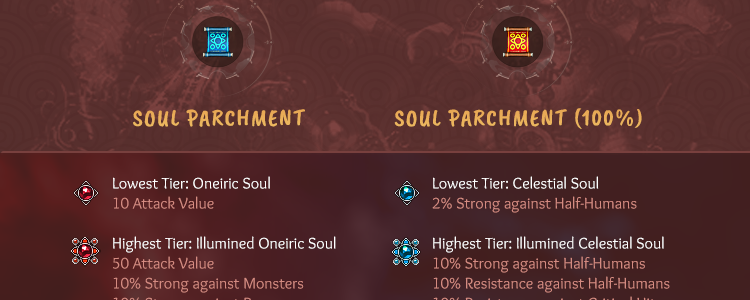 SOUL PARCHMENT
SOUL PARCHMENT (100%)
Lowest Tier: Oneiric Soul
10 Attack Value
Highest Tier: Illumined Oneiric Soul
50 Attack Value
10% Strong against Monsters
Lowest Tier: Celestial Soul
2% Strong against Half-Humans
Highest Tier: Illumined Celestial Soul
10% Strong against Half-Humans
10% Resistance against Half-Humans